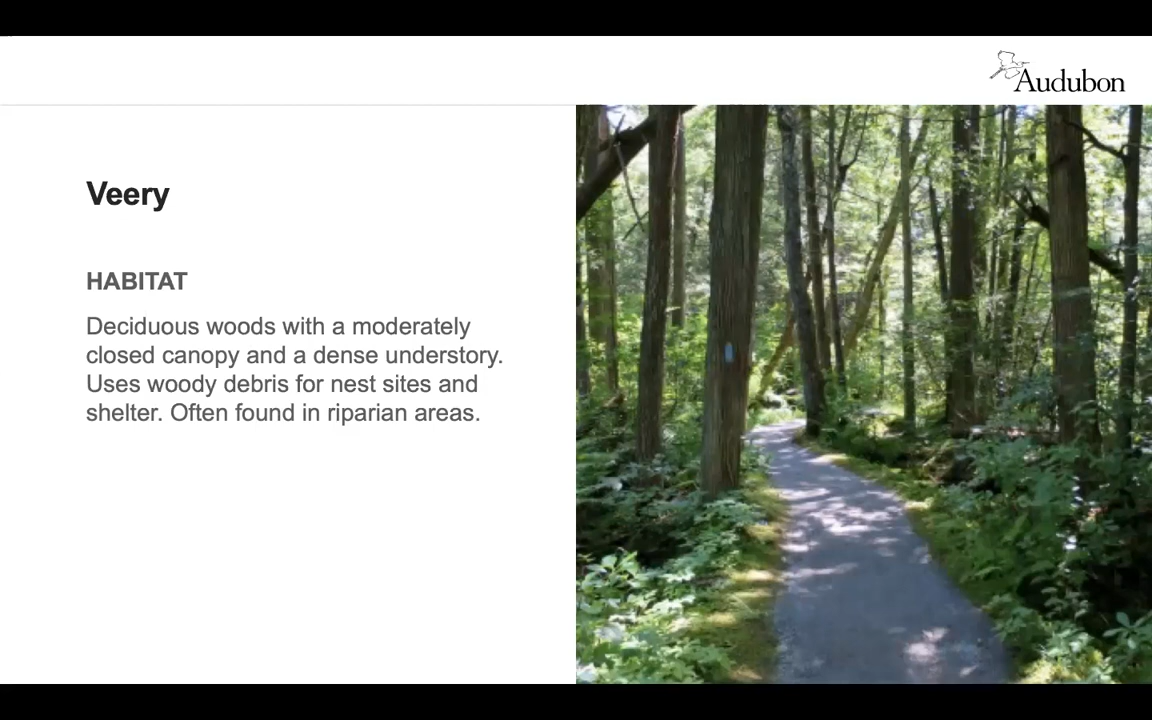 Audubon
Veery
HABITAT
Deciduous woods with a moderately
closed canopy and a dense understory.
Uses woody debris for nest sites and
shelter. Often found in riparian areas.